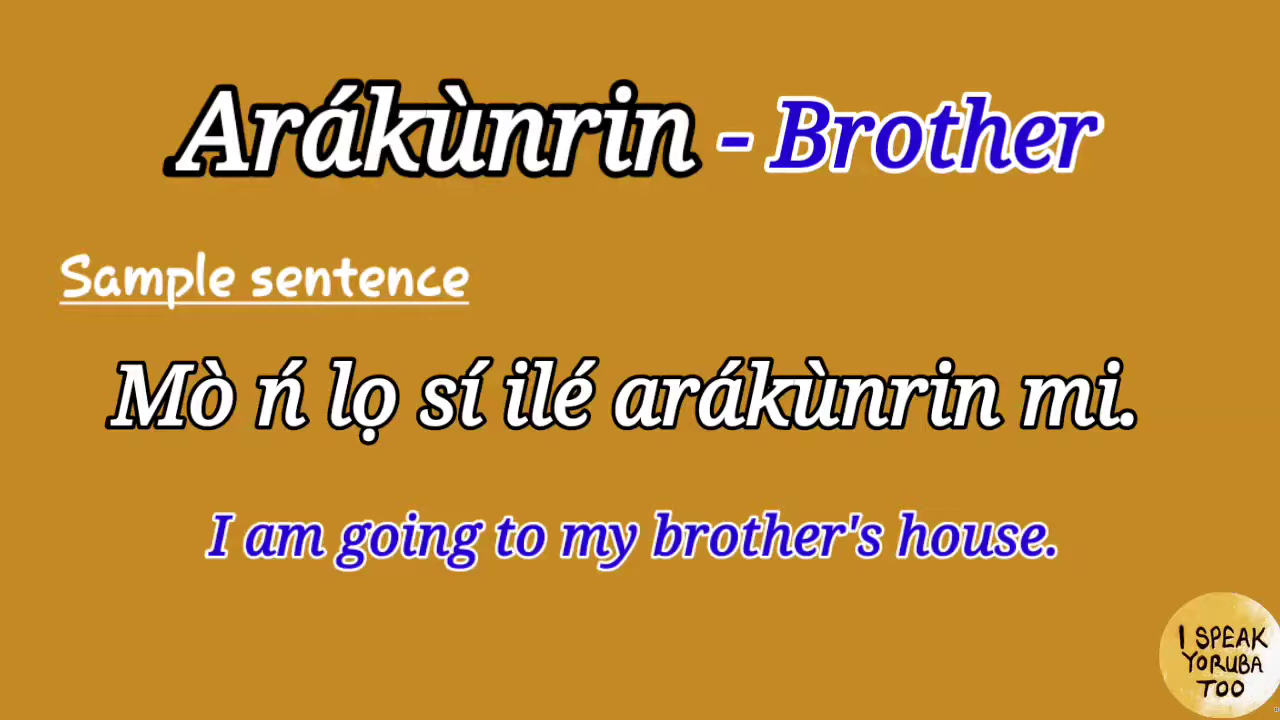 Arákùnrin - Brother
Sample sentence
Mò ń lọ sí ilé arákùnrin mi.
I am going to my brother's house.
I SPEAK
YORUBA
TOO